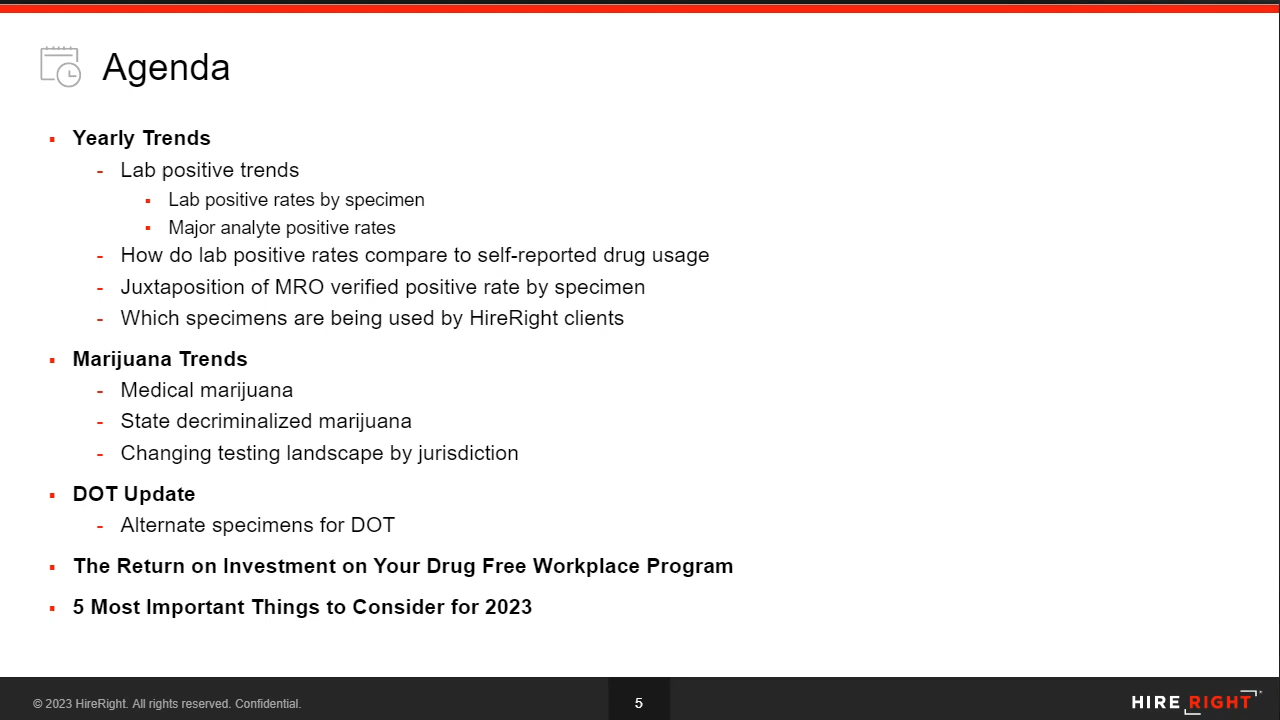 Agenda
Yearly Trends
- Lab positive trends
Lab positive rates by specimen
Major analyte positive rates
- How do lab positive rates compare to self-reported drug usage
- Juxtaposition of MRO verified positive rate by specimen
- Which specimens are being used by HireRight clients
Marijuana Trends
- Medical marijuana
- State decriminalized marijuana
- Changing testing landscape by jurisdiction
DOT Update
- Alternate specimens for DOT
The Return on Investment on Your Drug Free Workplace Program
5 Most Important Things to Consider for 2023
© 2023 HireRight. All rights reserved. Confidential.
5
HIRE RIGHT